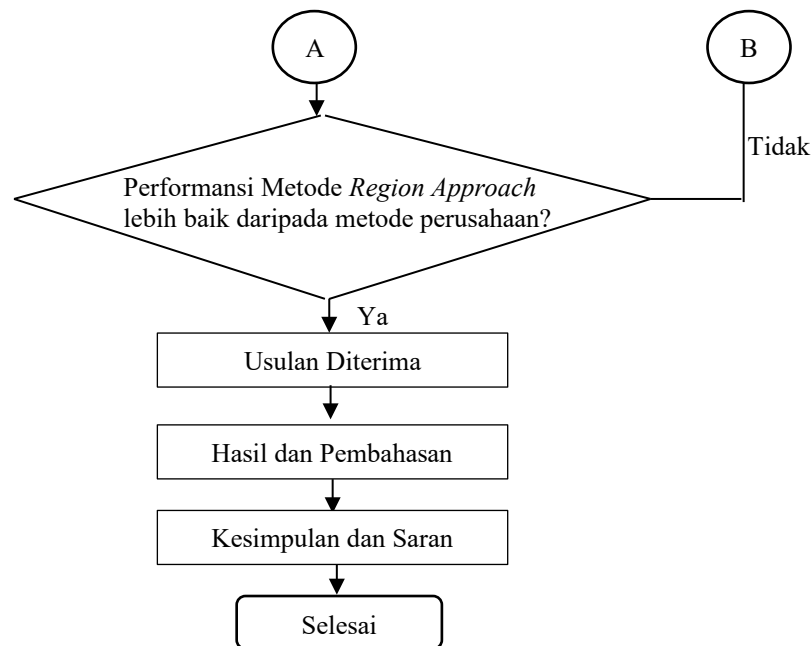 A
B
Tidak
Performansi Metode Region Approach
lebih baik daripada metode perusahaan?
Ya
Usulan Diterima
Hasil dan Pembahasan
Kesimpulan dan Saran
Selesai